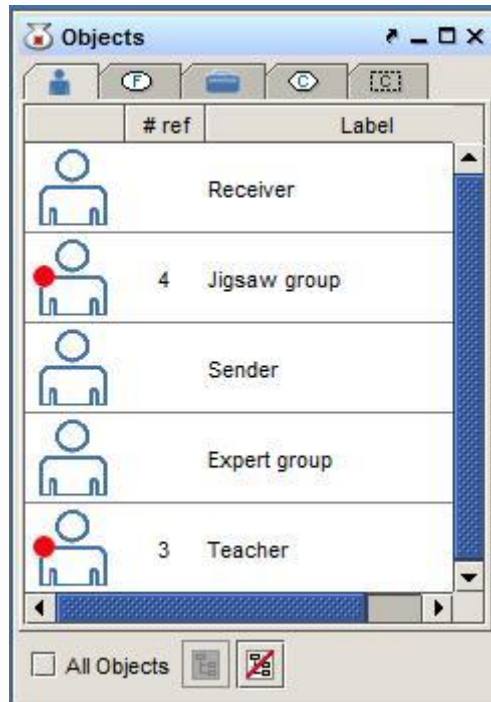 Objects
F C C
# ref Label
Receiver
4 Jigsaw group
Sender
Expert group
3 Teacher
All Objects